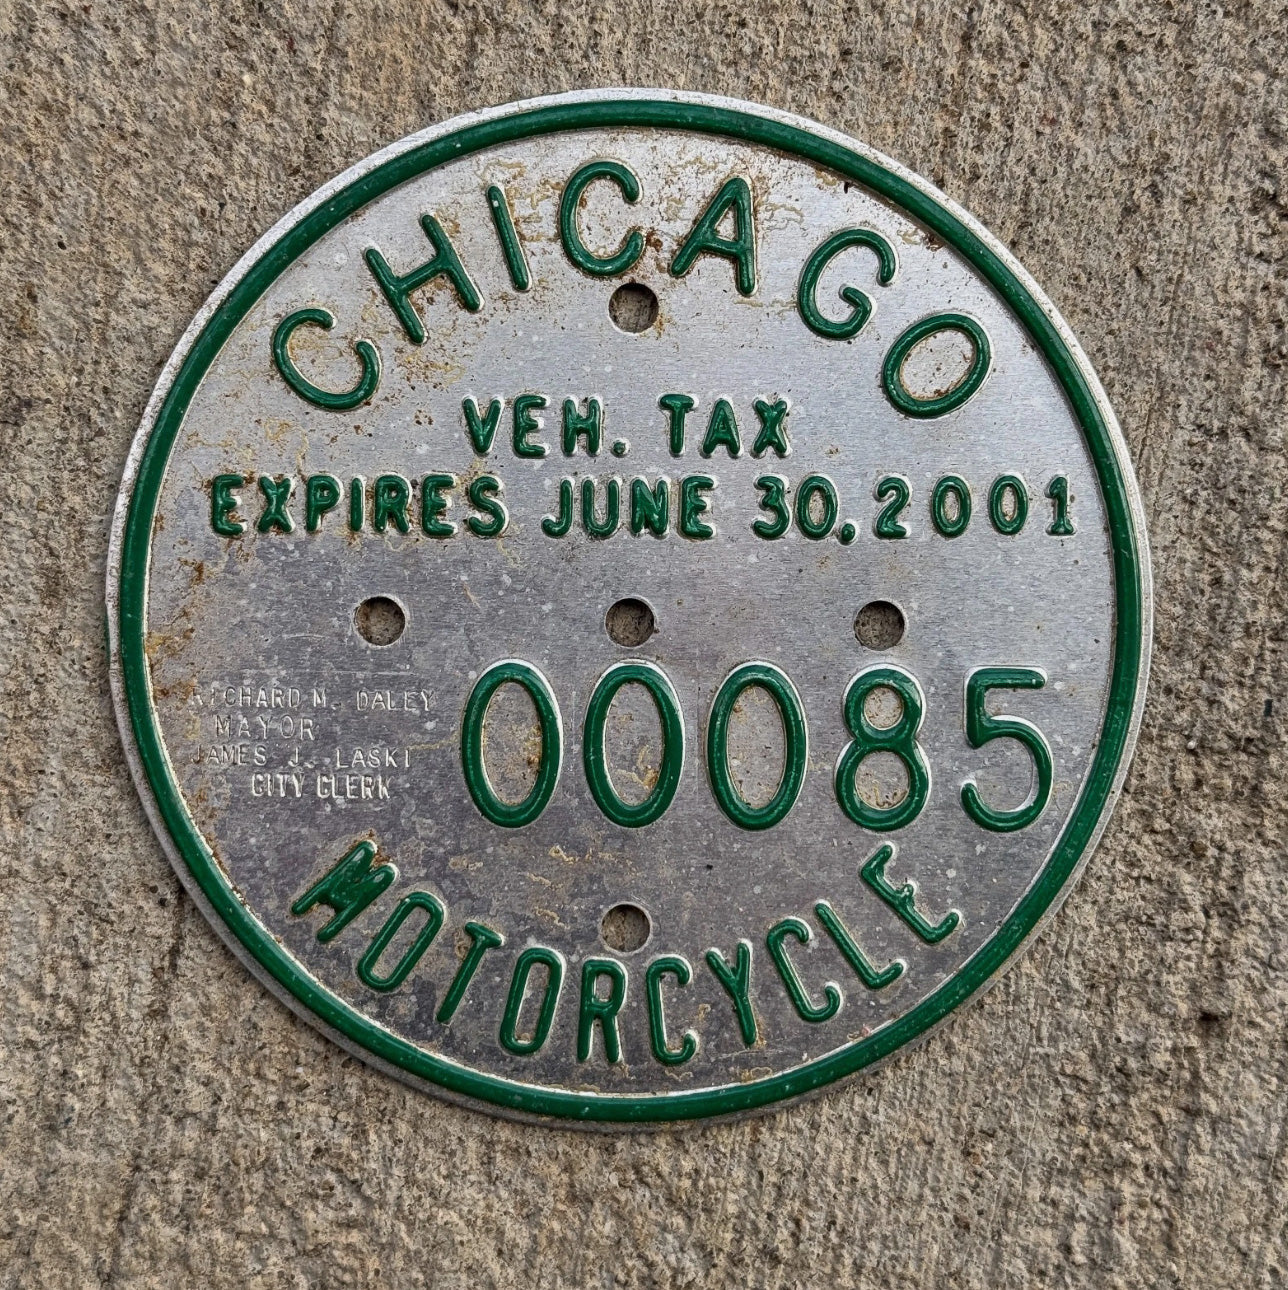 CHICAGO
VEH. TAX
EXPIRES JUNE 30, 2001
00085
RICHARD M. DALEY
MAYOR
JAMES J. LASKI
CITY CLERK
MOTORCYCLE